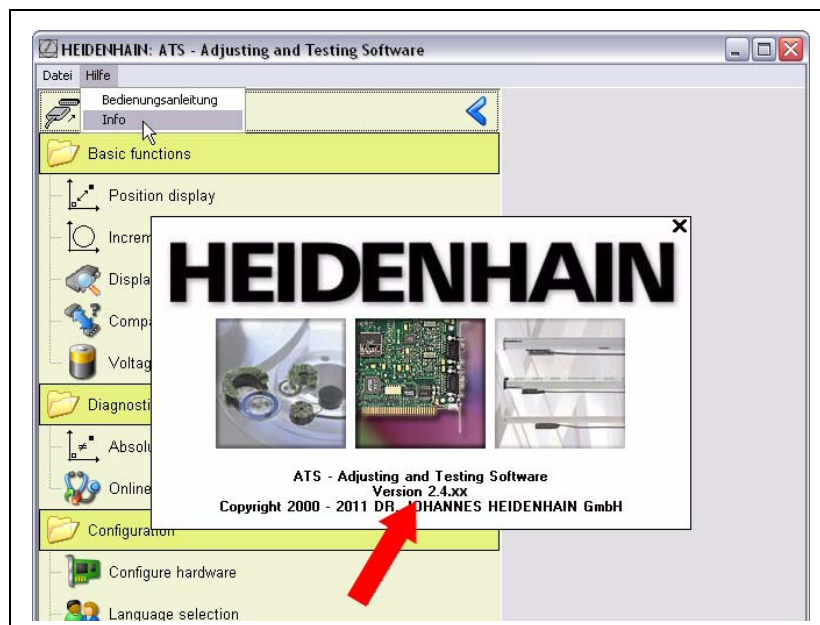 HEIDENHAIN: ATS - Adjusting and Testing Software
Datei Hilfe
Bedienungsanleitung
Info
Basic functions
Position display
Increm
Displa
Compa
Voltag
Diagnosti
Absolu
Online
Configuration
Configure hardware
Language selection
HEIDENHAIN
ATS - Adjusting and Testing Software
Version 2.4.xx
Copyright 2000 - 2011 DR. JOHANNES HEIDENHAIN GmbH